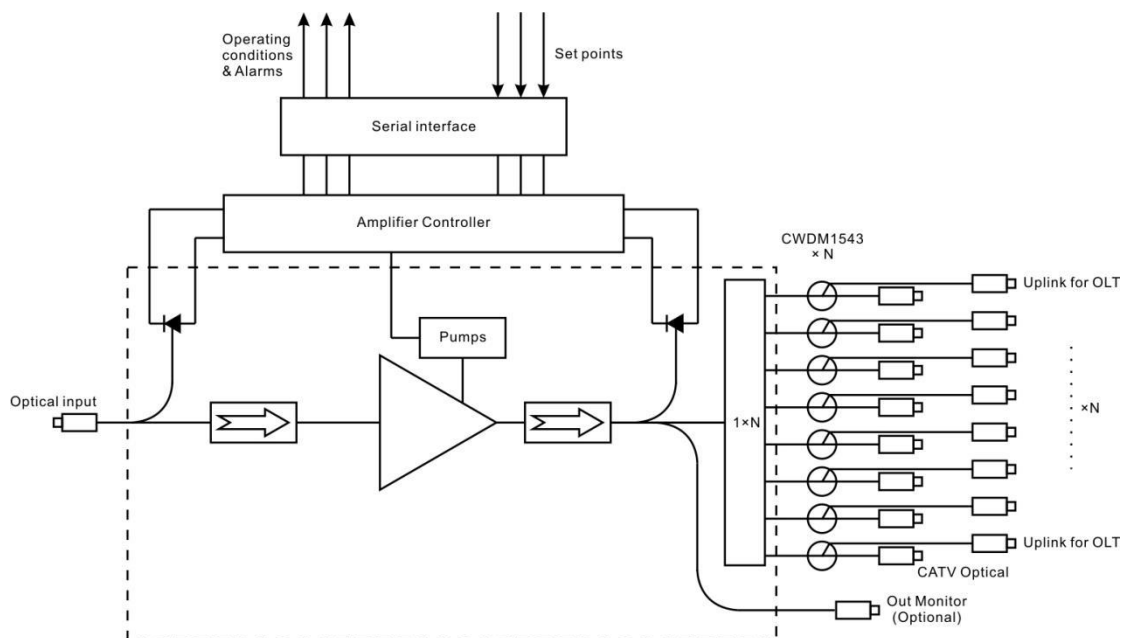 Operating
conditions
& Alarms
Set points
Serial interface
Amplifier Controller
CWDM1543
× N
Uplink for OLT
Pumps
Optical input
1×N
×N
Uplink for OLT
CATV Optical
Out Monitor
(Optional)